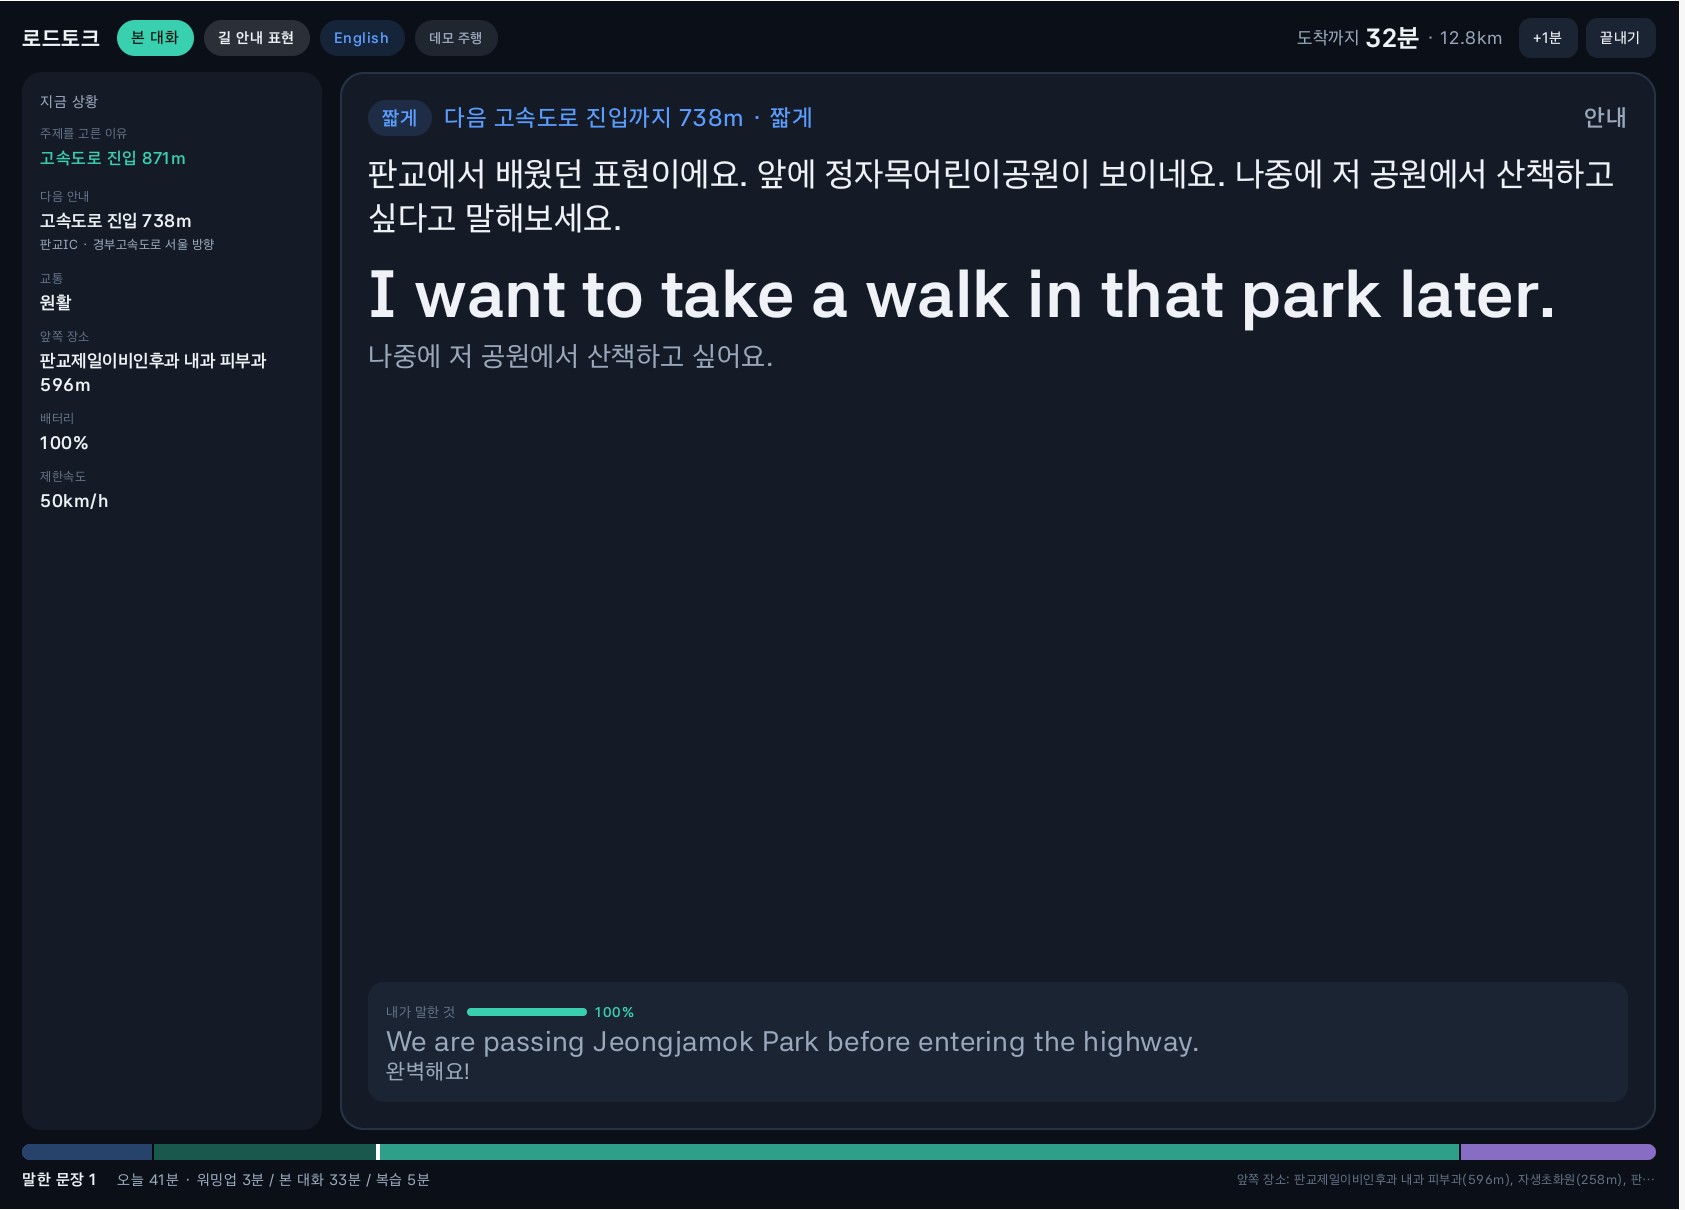 로드토크 본 대화 길 안내 표현 English 데모 주행 도착까지 32분 · 12.8km +1분 끝내기
지금 상황
주제를 고른 이유
고속도로 진입 871m
다음 안내
고속도로 진입 738m
판교IC · 경부고속도로 서울 방향
교통
원활
앞쪽 장소
판교제일이비인후과 내과 피부과
596m
배터리
100%
제한속도
50km/h
짧게 다음 고속도로 진입까지 738m · 짧게 안내
판교에서 배웠던 표현이에요. 앞에 정자목어린이공원이 보이네요. 나중에 저 공원에서 산책하고
싶다고 말해보세요.
I want to take a walk in that park later.
나중에 저 공원에서 산책하고 싶어요.
내가 말한 것 100%
We are passing Jeongjamok Park before entering the highway.
완벽해요!
말한 문장 1 오늘 41분 · 워밍업 3분 / 본 대화 33분 / 복습 5분 앞쪽 장소: 판교제일이비인후과 내과 피부과(596m), 자생초화원(258m), 판…